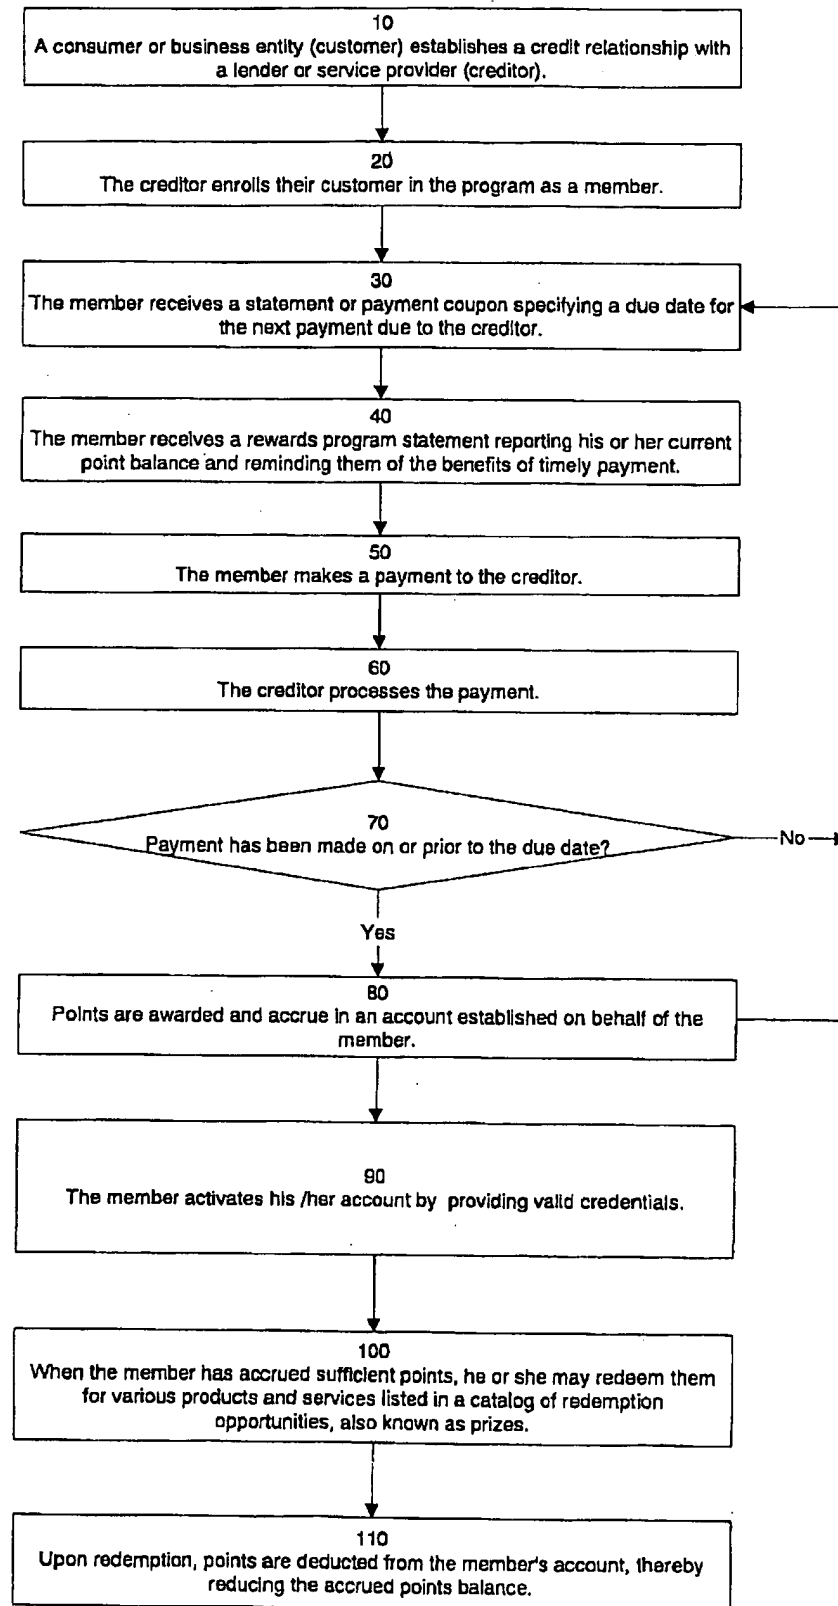 10
A consumer or business entity (customer) establishes a credit relationship with
a lender or service provider (creditor).
20
The creditor enrolls their customer in the program as a member.
30
The member receives a statement or payment coupon specifying a due date for
the next payment due to the creditor.
40
The member receives a rewards program statement reporting his or her current
point balance and reminding them of the benefits of timely payment.
50
The member makes a payment to the creditor.
60
The creditor processes the payment.
70
Payment has been made on or prior to the due date?
No
Yes
80
Points are awarded and accrue in an account established on behalf of the
member.
90
The member activates his /her account by providing valid credentials.
100
When the member has accrued sufficient points, he or she may redeem them
for various products and services listed in a catalog of redemption
opportunities, also known as prizes.
110
Upon redemption, points are deducted from the member's account, thereby
reducing the accrued points balance.